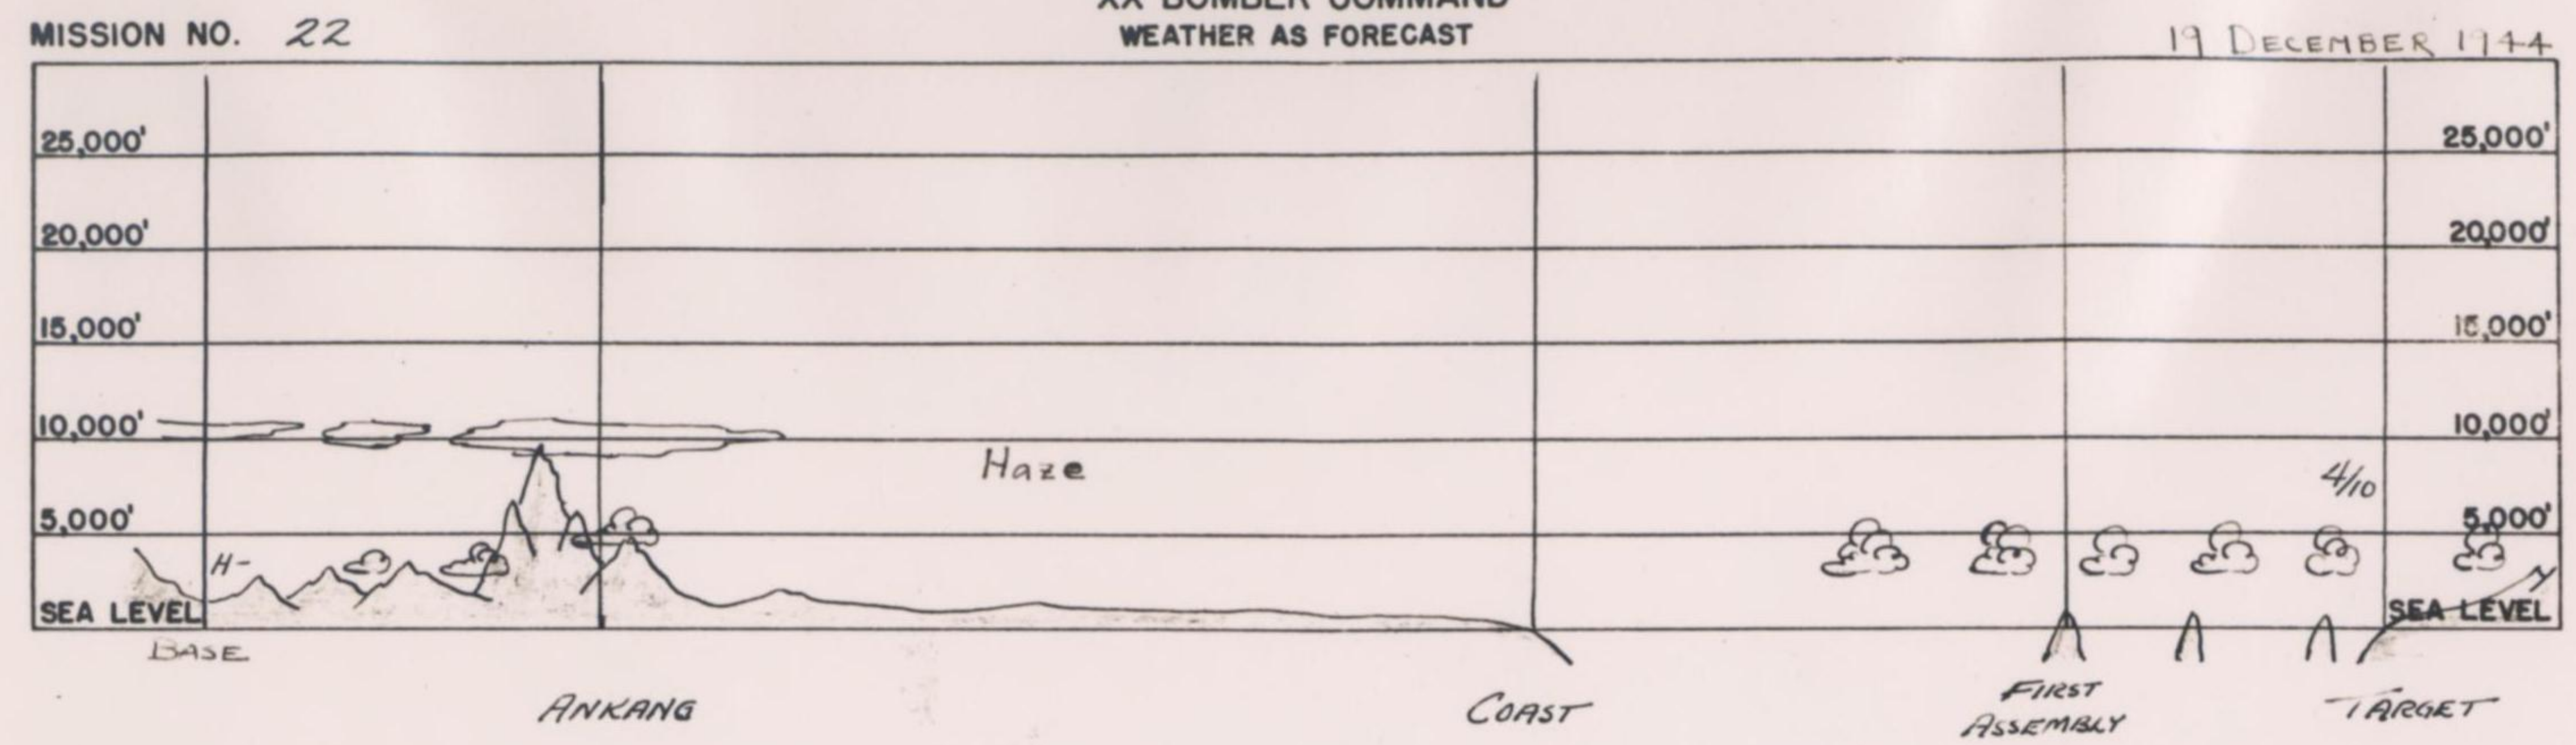 XX BOMBER COMMAND
MISSION NO. 22
WEATHER AS FORECAST
19 DECEMBER 1944
25,000' 25,000'
20,000' 20,000'
15,000' 15,000'
10,000' 10,000'
Haze
4/10
5,000' 5,000'
H-
SEA LEVEL SEA LEVEL
BASE
ANKANG
COAST
FIRST
ASSEMBLY
TARGET